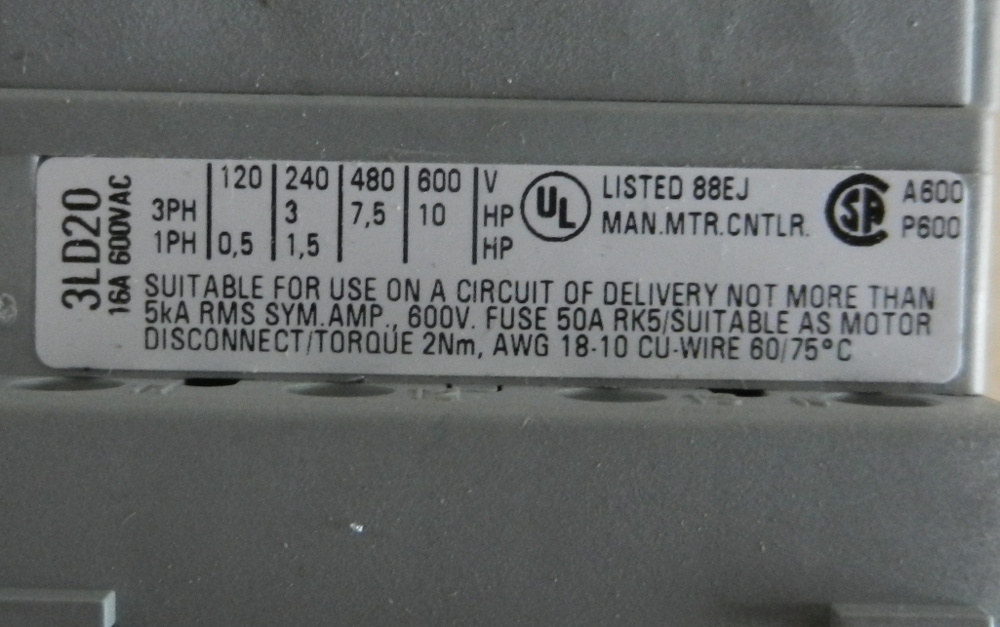 3LD20
16A 600VAC
120 240 480 600 V
3PH 3 7,5 10 HP
1PH 0,5 1,5 HP
UL
LISTED 88EJ
MAN.MTR.CNTLR.
SA
A600
P600
SUITABLE FOR USE ON A CIRCUIT OF DELIVERY NOT MORE THAN
5kA RMS SYM.AMP., 600V. FUSE 50A RK5/SUITABLE AS MOTOR
DISCONNECT/TORQUE 2Nm, AWG 18-10 CU-WIRE 60/75°C